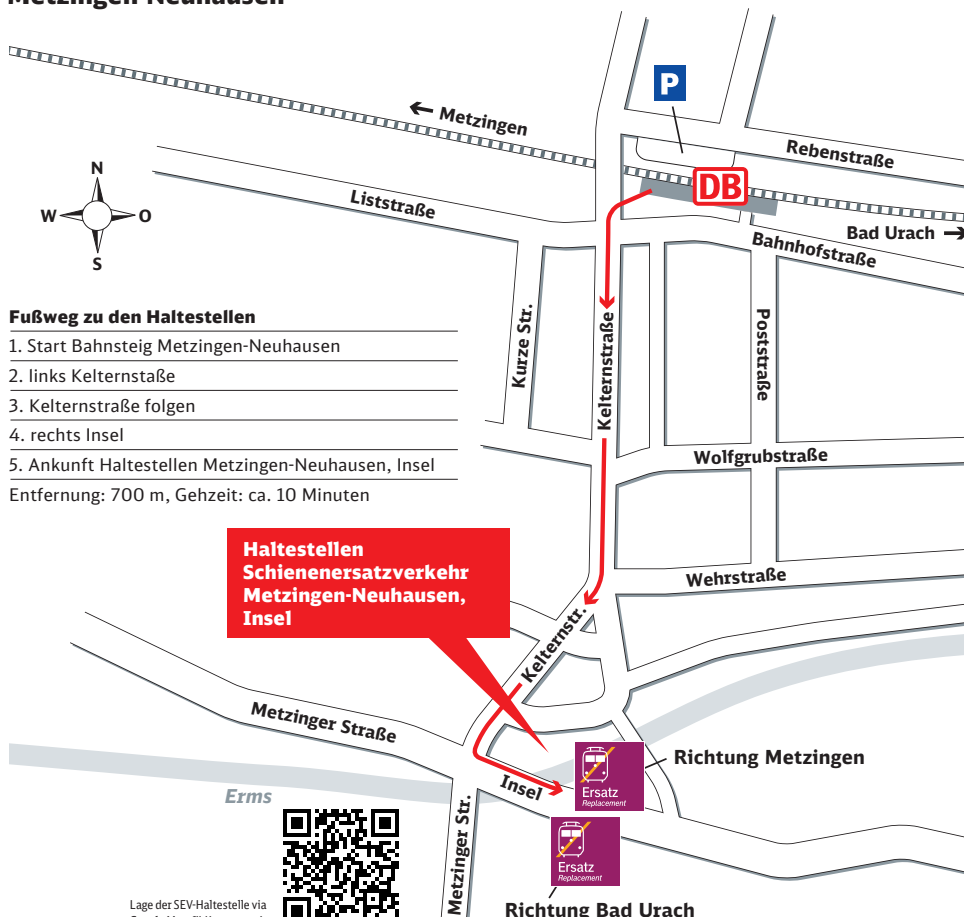 Metzingen-Neuhausen
P
← Metzingen
Rebenstraße
DB
N
W
O
S
Liststraße
Bad Urach →
Bahnhofstraße
Fußweg zu den Haltestellen
1. Start Bahnsteig Metzingen-Neuhausen
2. links Kelternstaße
3. Kelternstraße folgen
4. rechts Insel
5. Ankunft Haltestellen Metzingen-Neuhausen, Insel
Entfernung: 700 m, Gehzeit: ca. 10 Minuten
Kurze Str.
Kelternstraße
Poststraße
Wolfgrubstraße
Haltestellen
Schienenersatzverkehr
Metzingen-Neuhausen,
Insel
Wehrstraße
Kelternstr.
Metzinger Straße
Richtung Metzingen
Ersatz
Replacement
Insel
Erms
Metzinger Str.
Ersatz
Replacement
Lage der SEV-Haltestelle via
Richtung Bad Urach